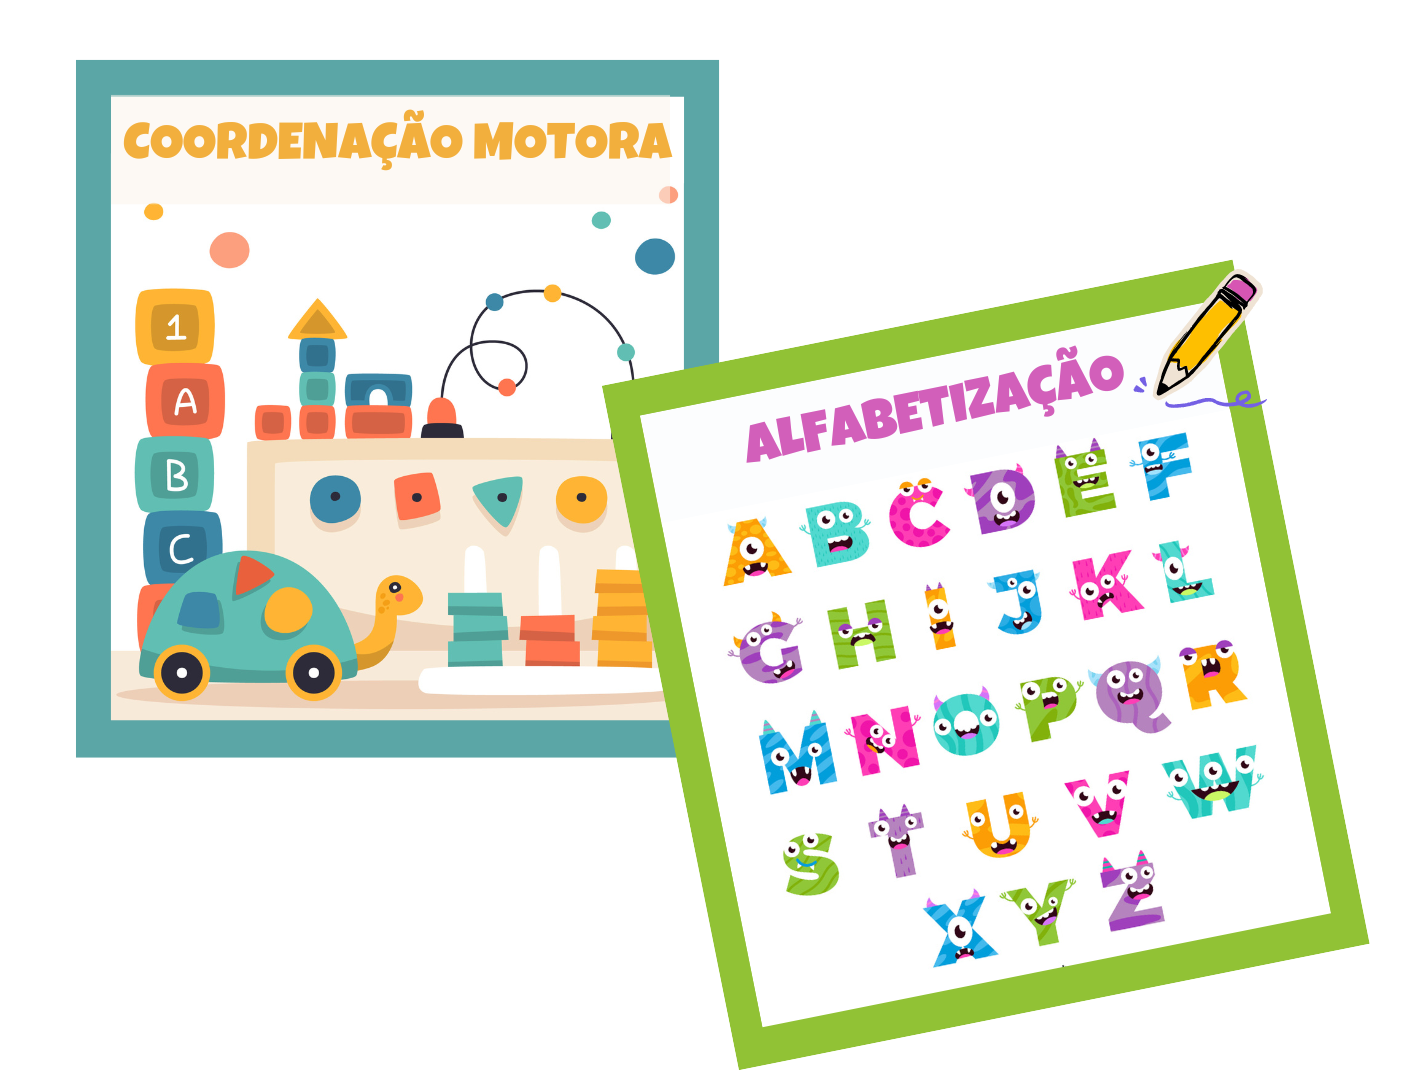 COORDENAÇÃO MOTORA
1
A
B
C
ALFABETIZAÇÃO
A B C D E F
G H I J K L
M N O P Q R
S T U V W
X Y Z